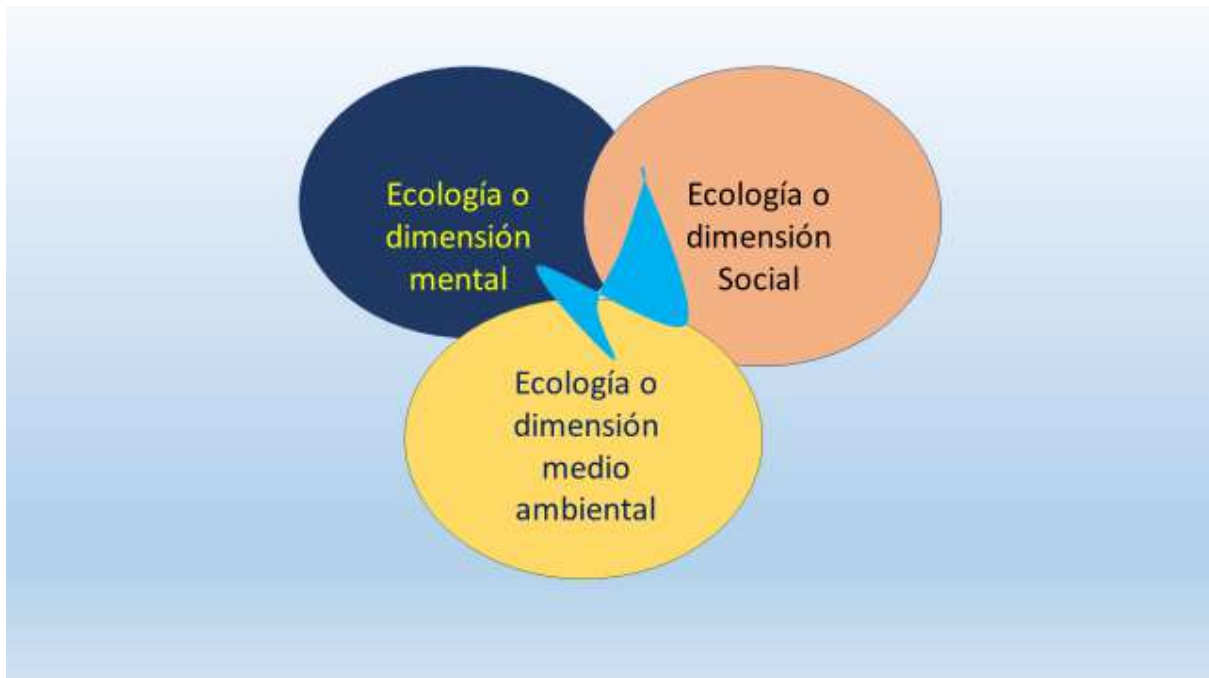 Ecología o
dimensión
mental
Ecología o
dimensión
Social
Ecología o
dimensión
medio
ambiental